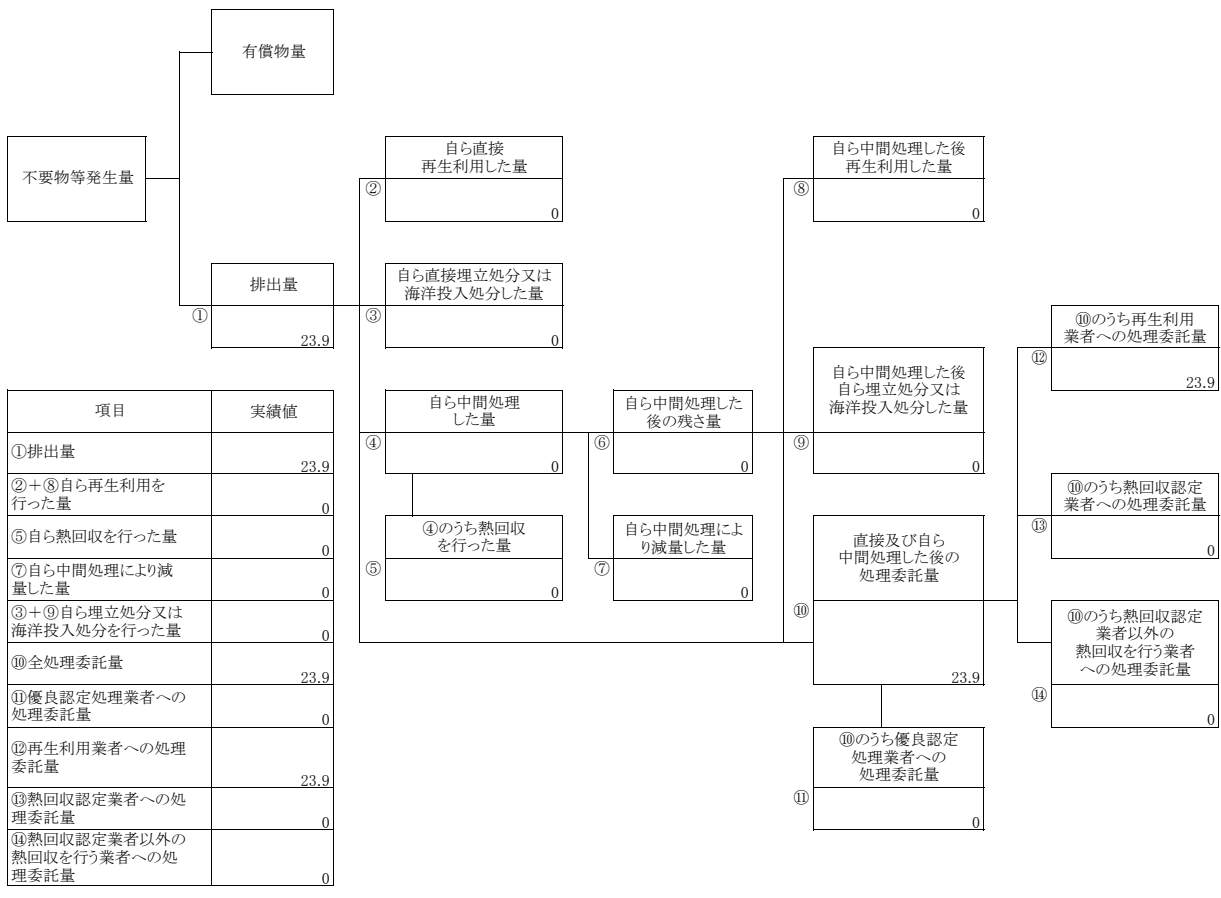 有償物量
不要物等発生量
排出量
①
23.9
自ら直接
再生利用した量
②
0
自ら直接埋立処分又は
海洋投入処分した量
③
0
自ら中間処理
した量
④
0
④のうち熱回収
を行った量
⑤
0
自ら中間処理した
後の残さ量
⑥
0
自ら中間処理によ
り減量した量
⑦
0
自ら中間処理した後
再生利用した量
⑧
0
自ら中間処理した後
自ら埋立処分又は
海洋投入処分した量
⑨
0
直接及び自ら
中間処理した後の
処理委託量
⑩
23.9
⑩のうち優良認定
処理業者への
処理委託量
⑪
0
⑩のうち再生利用
業者への処理委託量
⑫
23.9
⑩のうち熱回収認定
業者への処理委託量
⑬
0
⑩のうち熱回収認定
業者以外の
熱回収を行う業者
への処理委託量
⑭
0
項目 実績値
①排出量
23.9
②+⑧自ら再生利用を
行った量
0
⑤自ら熱回収を行った量
0
⑦自ら中間処理により減
量した量
0
③+⑨自ら埋立処分又は
海洋投入処分を行った量
0
⑩全処理委託量
23.9
⑪優良認定処理業者への
処理委託量
0
⑫再生利用業者への処理
委託量
23.9
⑬熱回収認定業者への処
理委託量
0
⑭熱回収認定業者以外の
熱回収を行う業者への処
理委託量
0